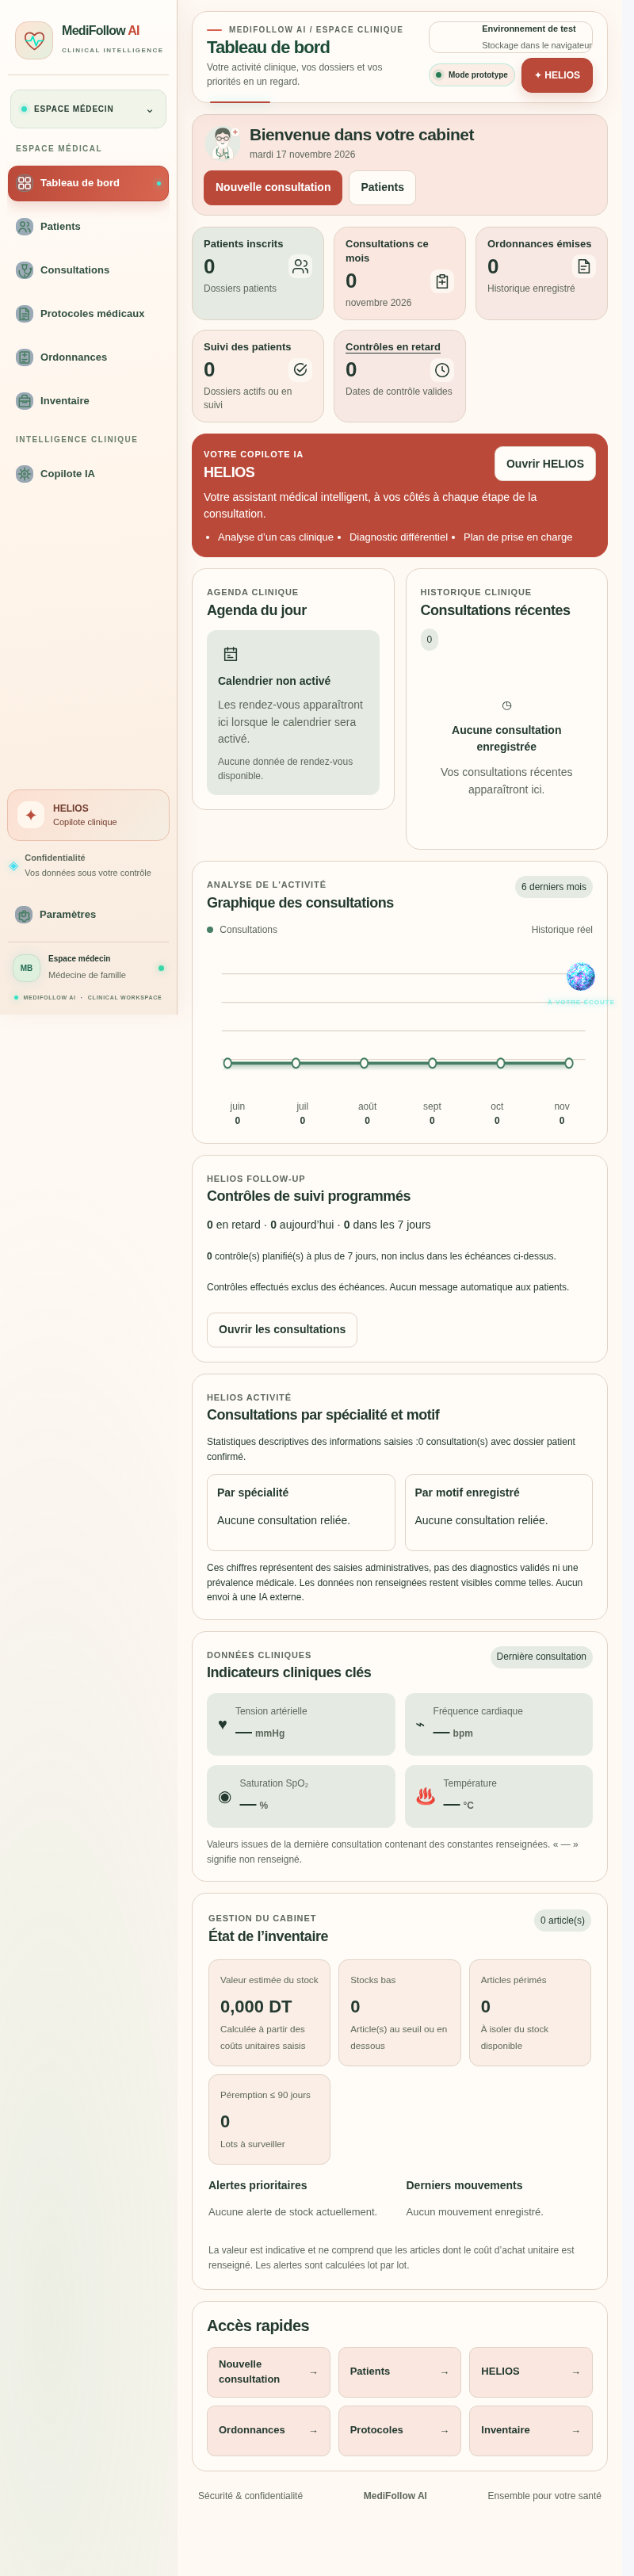 MediFollow AI
CLINICAL INTELLIGENCE
ESPACE MÉDECIN
ESPACE MÉDICAL
Tableau de bord
Patients
Consultations
Protocoles médicaux
Ordonnances
Inventaire
INTELLIGENCE CLINIQUE
Copilote IA
HELIOS
Copilote clinique
Confidentialité
Vos données sous votre contrôle
Paramètres
MB
Espace médecin
Médecine de famille
MEDIFOLLOW AI - CLINICAL WORKSPACE
MEDIFOLLOW AI / ESPACE CLINIQUE
Tableau de bord
Votre activité clinique, vos dossiers et vos
priorités en un regard.
Environnement de test
Stockage dans le navigateur
Mode prototype
✦ HELIOS
Bienvenue dans votre cabinet
mardi 17 novembre 2026
Nouvelle consultation
Patients
Patients inscrits
0
Dossiers patients
Consultations ce
mois
0
novembre 2026
Ordonnances émises
0
Historique enregistré
Suivi des patients
0
Dossiers actifs ou en
suivi
Contrôles en retard
0
Dates de contrôle valides
VOTRE COPILOTE IA
HELIOS
Ouvrir HELIOS
Votre assistant médical intelligent, à vos côtés à chaque étape de la
consultation.
• Analyse d’un cas clinique • Diagnostic différentiel • Plan de prise en charge
AGENDA CLINIQUE
Agenda du jour
Calendrier non activé
Les rendez-vous apparaîtront
ici lorsque le calendrier sera
activé.
Aucune donnée de rendez-vous
disponible.
HISTORIQUE CLINIQUE
Consultations récentes
0
Aucune consultation
enregistrée
Vos consultations récentes
apparaîtront ici.
ANALYSE DE L'ACTIVITÉ
Graphique des consultations
6 derniers mois
Consultations
Historique réel
À VOTRE ÉCOUTE
juin juil août sept oct nov
0 0 0 0 0 0
HELIOS FOLLOW-UP
Contrôles de suivi programmés
0 en retard · 0 aujourd’hui · 0 dans les 7 jours
0 contrôle(s) planifié(s) à plus de 7 jours, non inclus dans les échéances ci-dessus.
Contrôles effectués exclus des échéances. Aucun message automatique aux patients.
Ouvrir les consultations
HELIOS ACTIVITÉ
Consultations par spécialité et motif
Statistiques descriptives des informations saisies :0 consultation(s) avec dossier patient
confirmé.
Par spécialité
Aucune consultation reliée.
Par motif enregistré
Aucune consultation reliée.
Ces chiffres représentent des saisies administratives, pas des diagnostics validés ni une
prévalence médicale. Les données non renseignées restent visibles comme telles. Aucun
envoi à une IA externe.
DONNÉES CLINIQUES
Indicateurs cliniques clés
Dernière consultation
Tension artérielle
— mmHg
Fréquence cardiaque
— bpm
Saturation SpO₂
— %
Température
— °C
Valeurs issues de la dernière consultation contenant des constantes renseignées. « — »
signifie non renseigné.
GESTION DU CABINET
État de l’inventaire
0 article(s)
Valeur estimée du stock
0,000 DT
Calculée à partir des
coûts unitaires saisis
Stocks bas
0
Article(s) au seuil ou en
dessous
Articles périmés
0
À isoler du stock
disponible
Péremption ≤ 90 jours
0
Lots à surveiller
Alertes prioritaires
Aucune alerte de stock actuellement.
Derniers mouvements
Aucun mouvement enregistré.
La valeur est indicative et ne comprend que les articles dont le coût d’achat unitaire est
renseigné. Les alertes sont calculées lot par lot.
Accès rapides
Nouvelle
consultation →
Patients →
HELIOS →
Ordonnances →
Protocoles →
Inventaire →
Sécurité & confidentialité
MediFollow AI
Ensemble pour votre santé